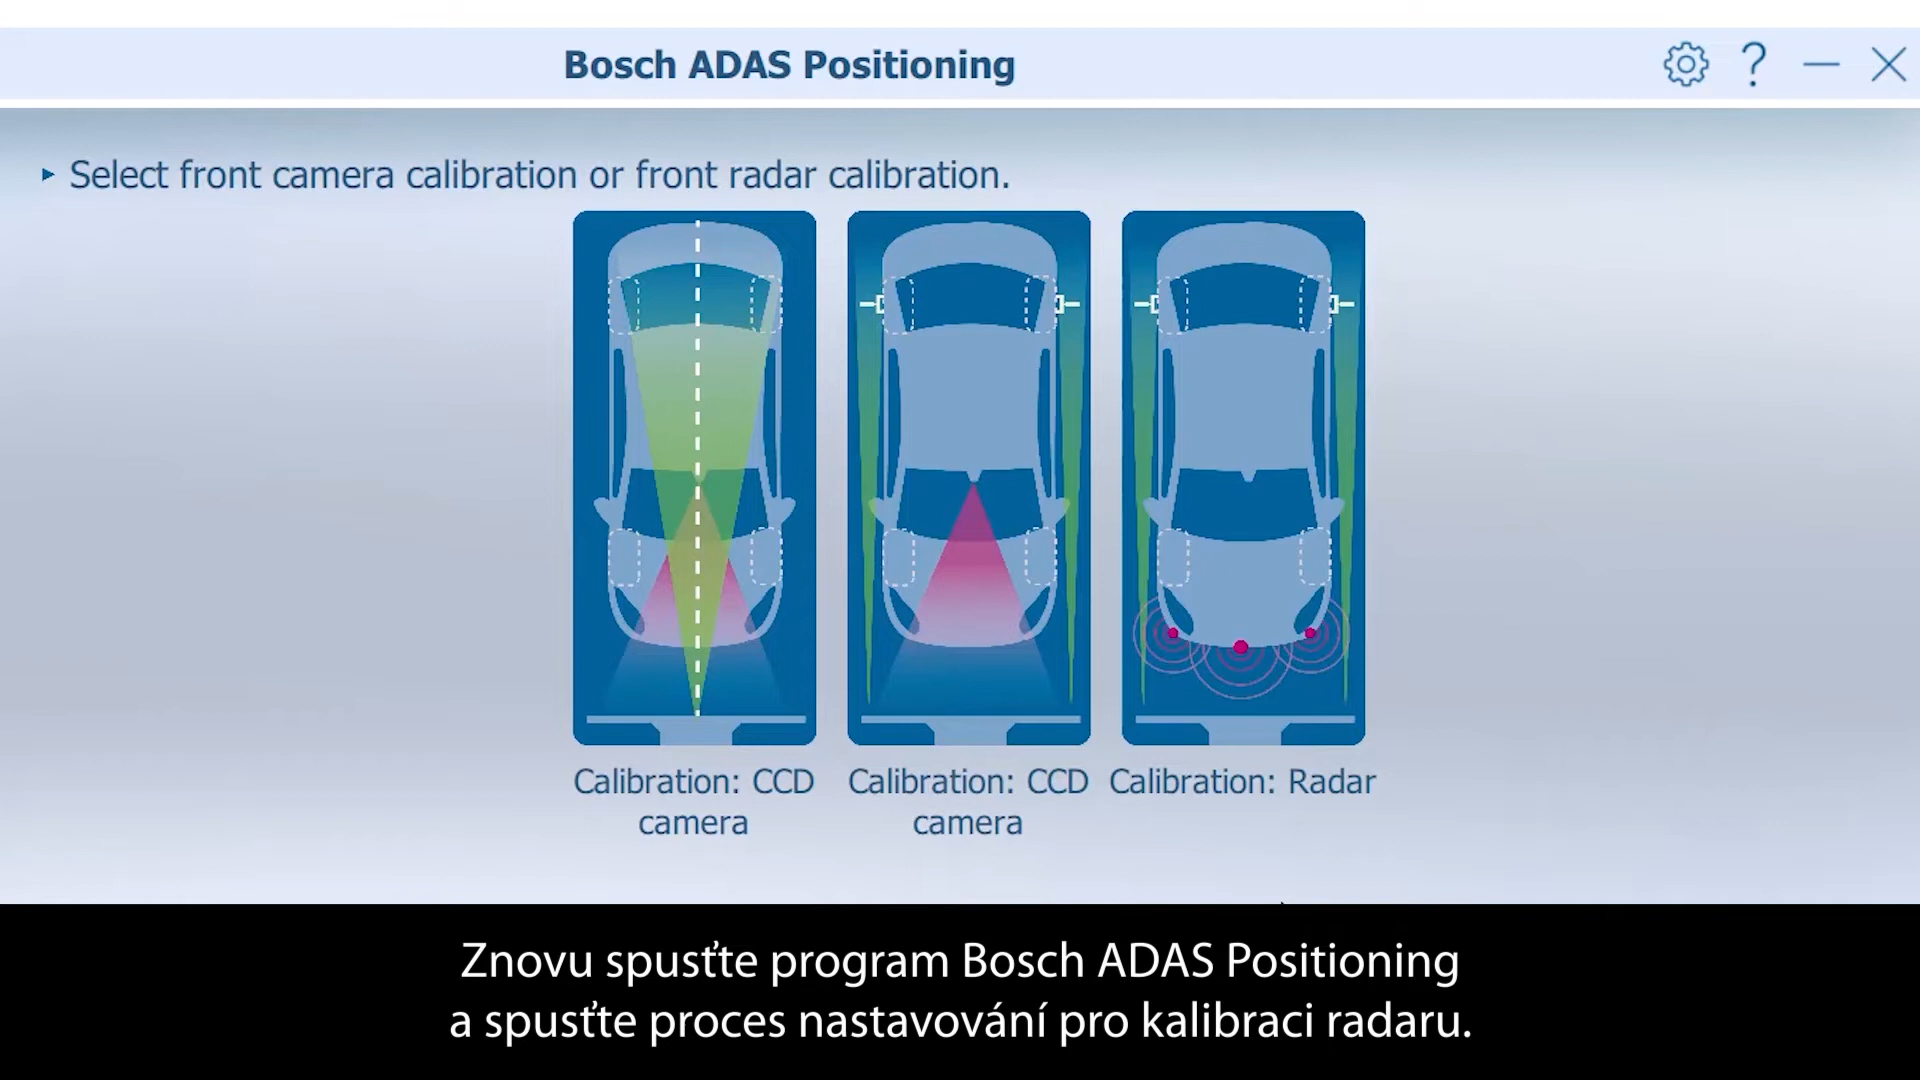 Bosch ADAS Positioning
Select front camera calibration or front radar calibration.
Calibration: CCD
camera
Calibration: CCD
camera
Calibration: Radar
Znovu spusťte program Bosch ADAS Positioning
a spusťte proces nastavování pro kalibraci radaru.